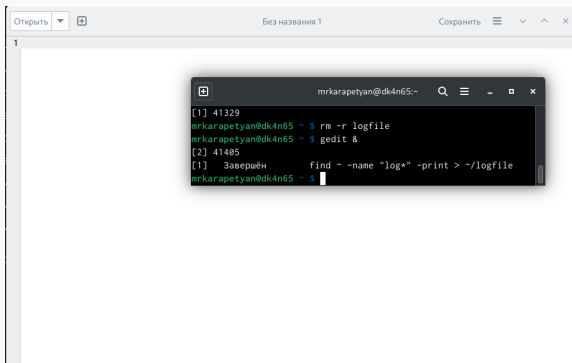 Открыть Без названия 1 Сохранить
1
mrkarapetyan@dk4n65:~
[1] 41329
mrkarapetyan@dk4n65 ~ $ rm -r logfile
mrkarapetyan@dk4n65 ~ $ gedit &
[2] 41405
[1]   Завершён        find ~ -name "log*" -print > ~/logfile
mrkarapetyan@dk4n65 ~ $